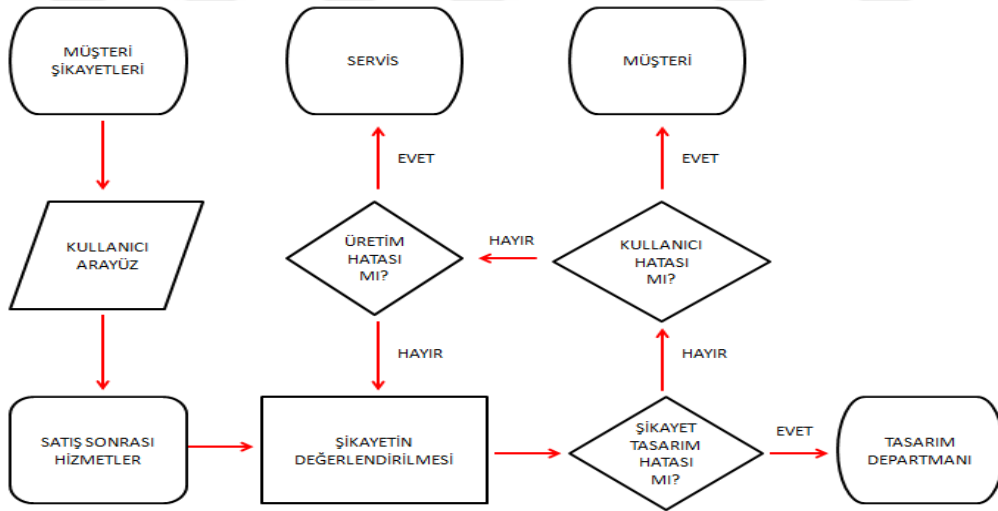 MÜŞTERİ
ŞİKAYETLERİ
SERVİS
MÜŞTERİ
EVET
EVET
KULLANICI
ARAYÜZ
ÜRETİM
HATASI
MI?
HAYIR
KULLANICI
HATASI
MI?
HAYIR
HAYIR
SATIŞ SONRASI
HİZMETLER
ŞİKAYETİN
DEĞERLENDİRİLMESİ
ŞİKAYET
TASARIM
HATASI
MI?
EVET
TASARIM
DEPARTMANI